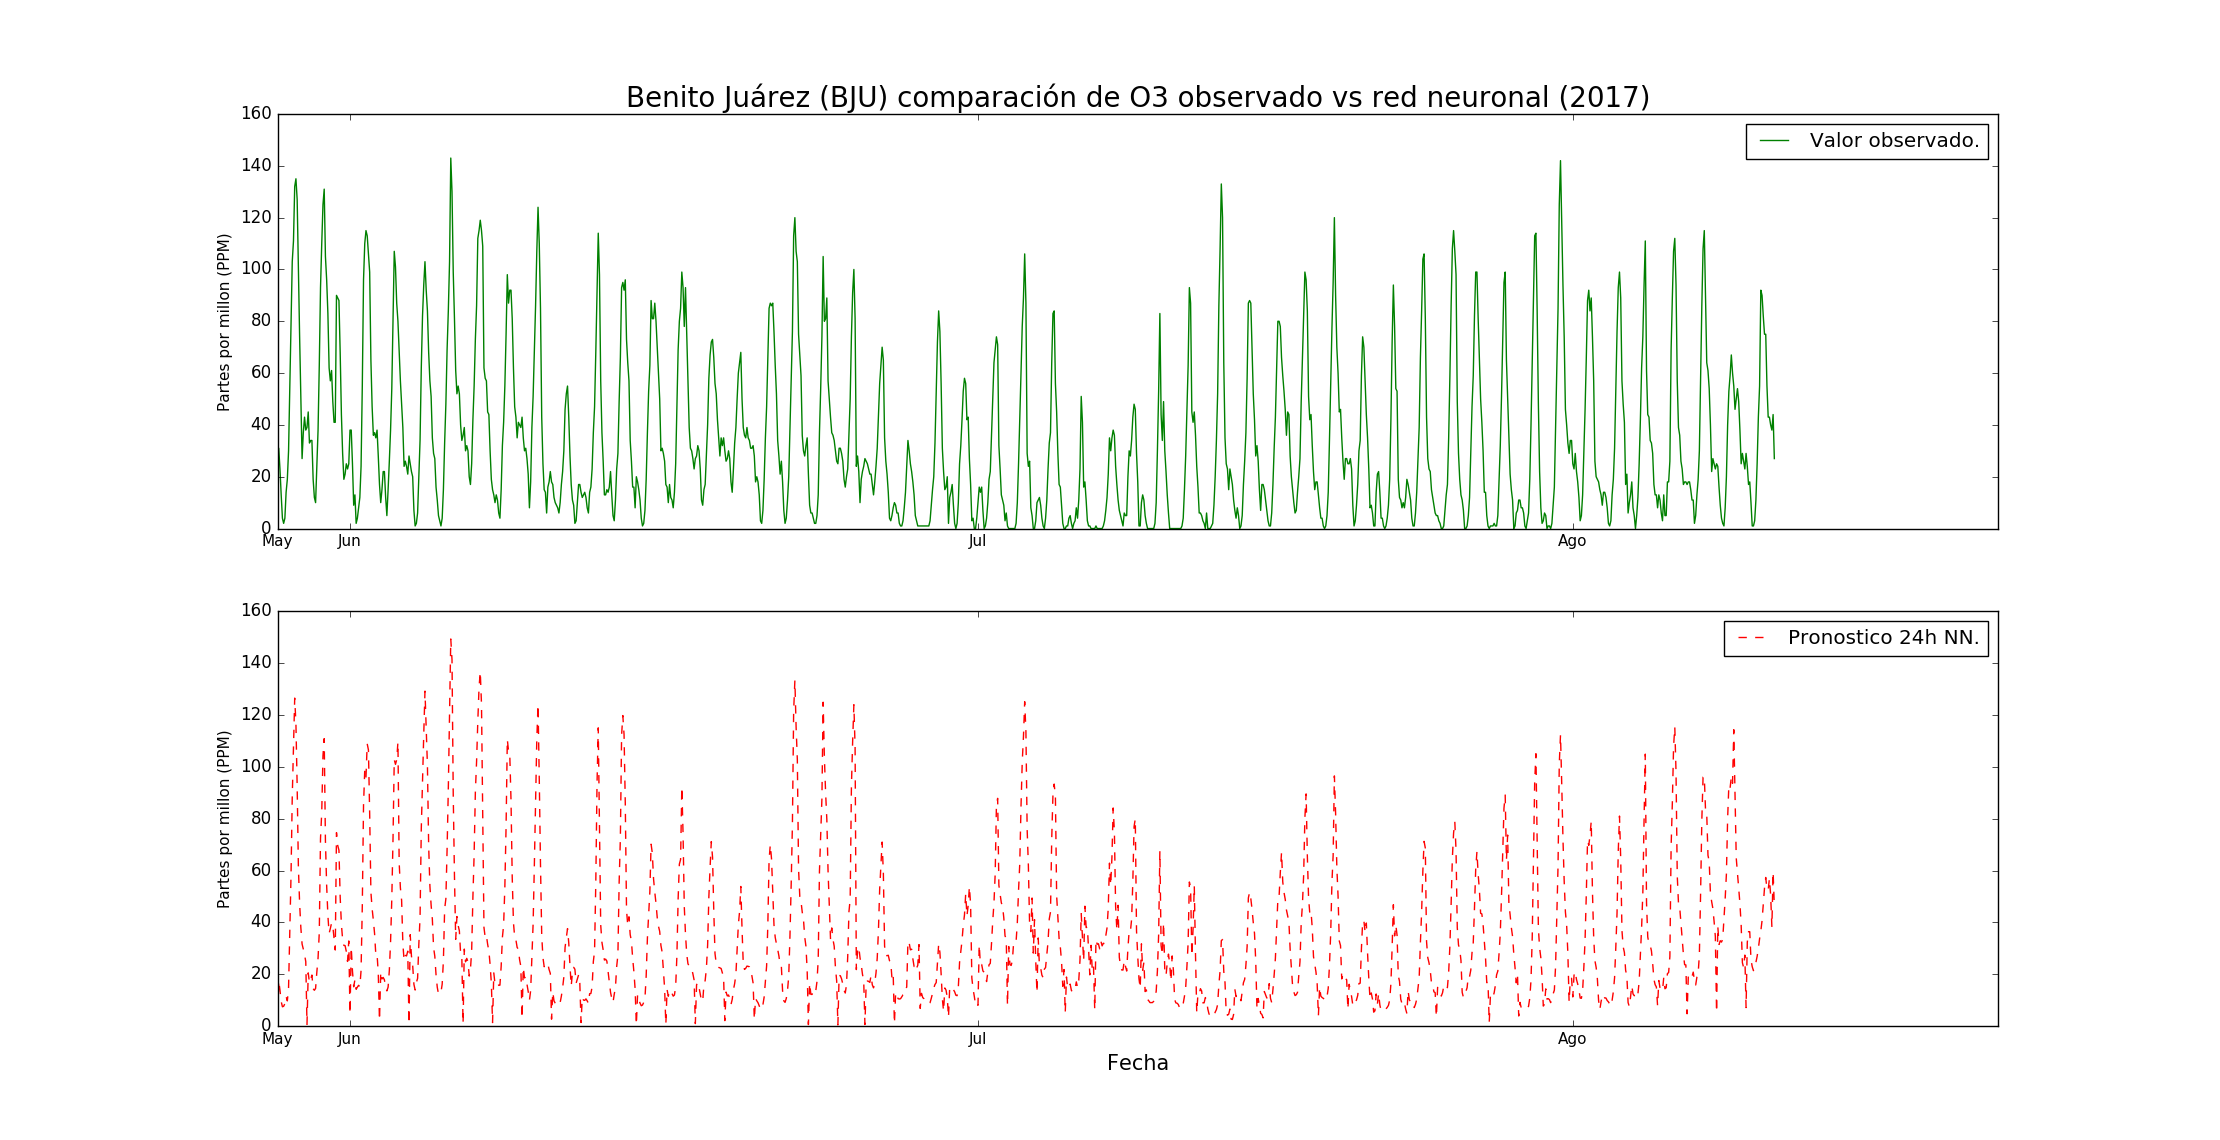 Benito Juárez (BJU) comparación de O3 observado vs red neuronal (2017)
160
140
120
100
80
60
40
20
0
Partes por millon (PPM)
Valor observado.
May Jun Jul Ago
160
140
120
100
80
60
40
20
0
Partes por millon (PPM)
Pronostico 24h NN.
May Jun Jul Ago
Fecha